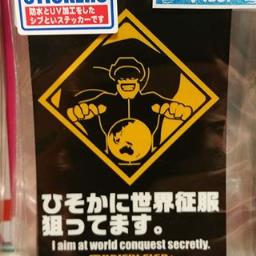 STICKERS
防水とUV加工をした
シブといステッカーです
ひそかに世界征服
狙ってます。
I aim at world conquest secretly.